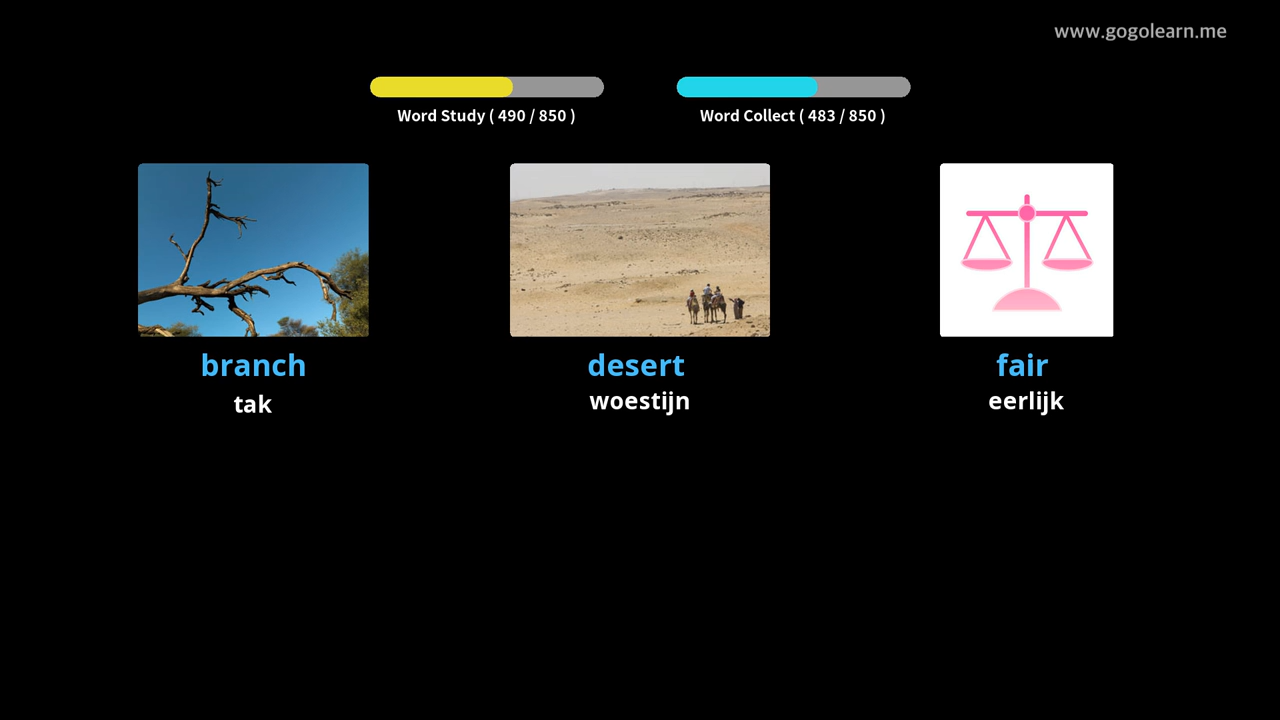 www.gogolearn.me
Word Study ( 490 / 850 )
Word Collect ( 483 / 850 )
branch
tak
desert
woestijn
fair
eerlijk